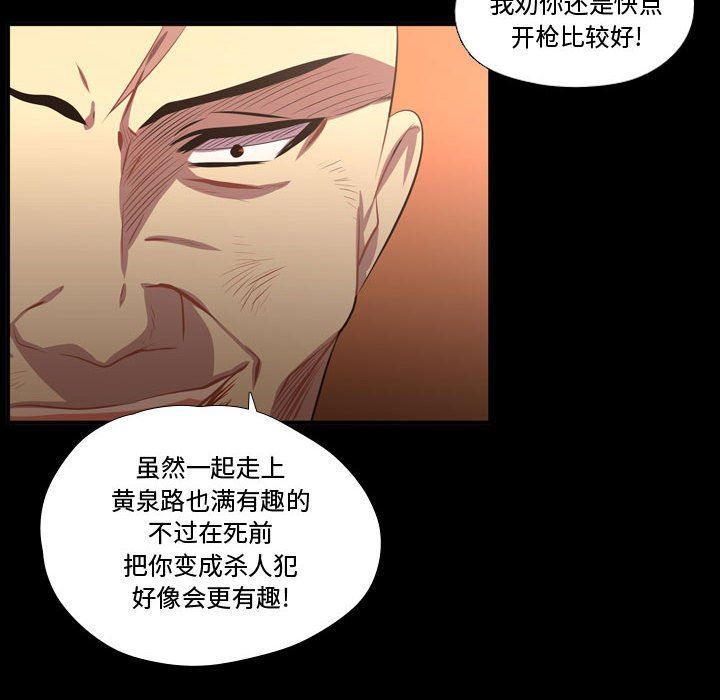 我劝你还是快点
开枪比较好!
虽然一起走上
黄泉路也满有趣的
不过在死前
把你变成杀人犯
好像会更有趣!